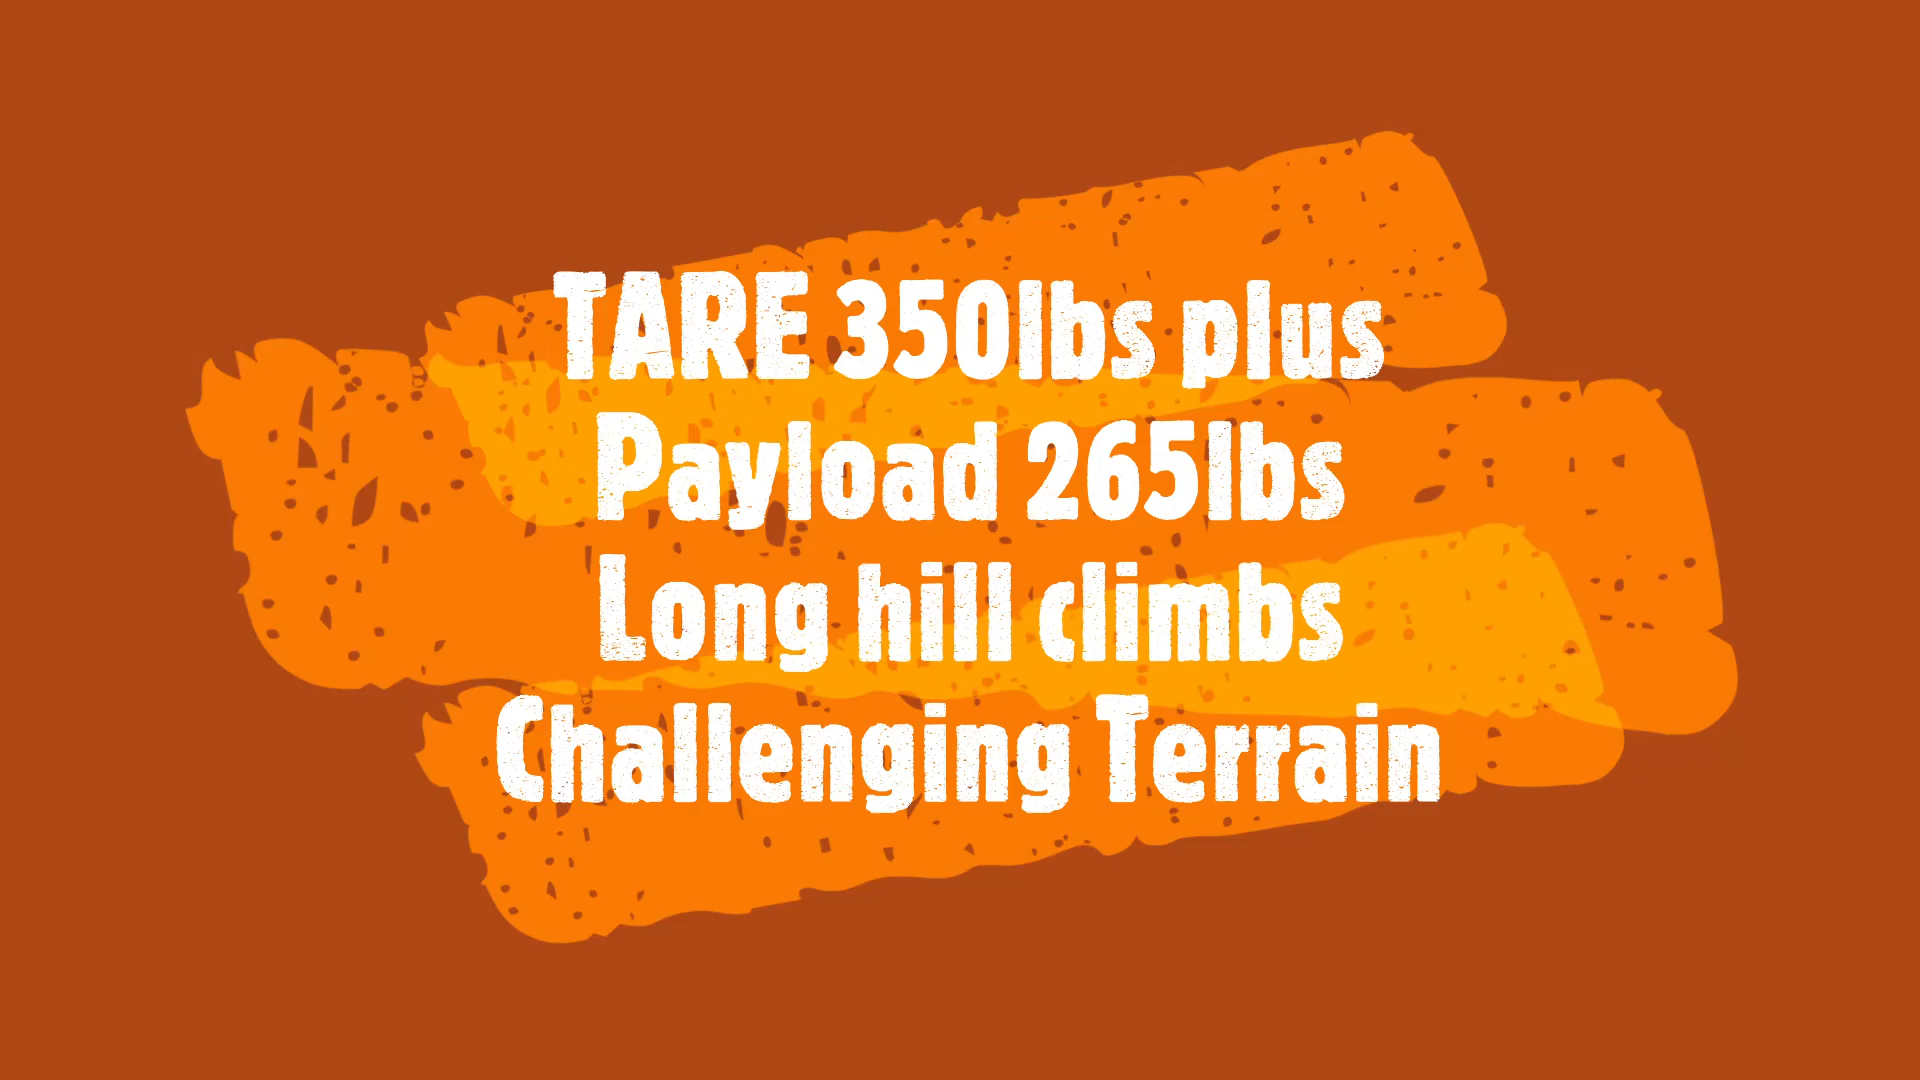 TARE 350lbs plus
Payload 265lbs
Long hill climbs
Challenging Terrain